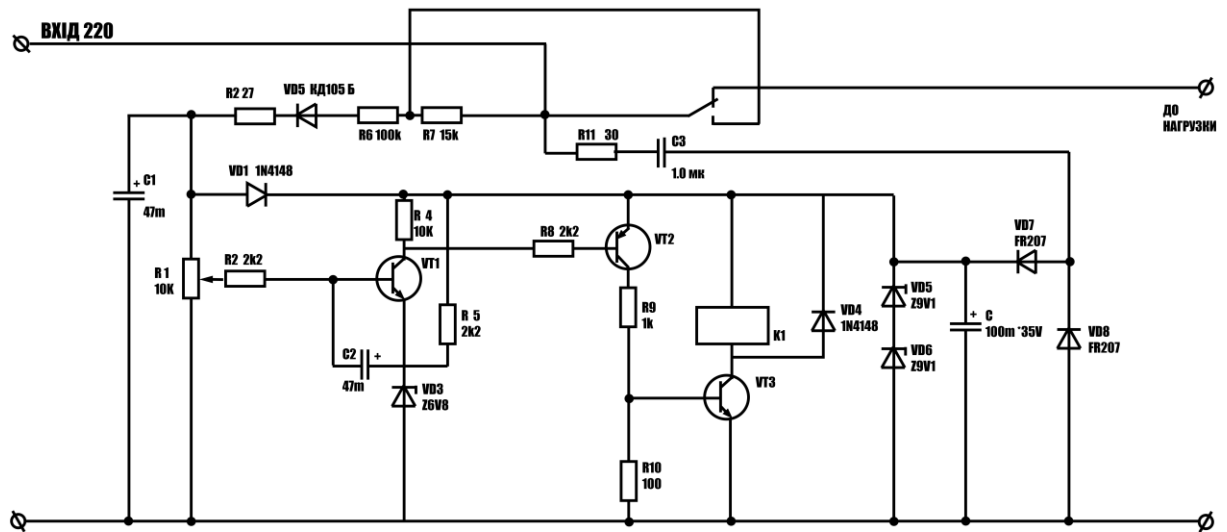 ВХІД 220
R2 27
VD5 КД105 Б
R6 100k
R7 15k
ДО
НАГРУЗКИ
R11 30
C3
1.0 мк
VD1 1N4148
+ C1
47m
R 4
10K
R8 2k2
VT2
VD7
FR207
R 1
10K
R2 2k2
VT1
R 5
2k2
R9
1k
K1
VD4
1N4148
VD5
Z9V1
+
C
100m *35V
VD8
FR207
C2 +
47m
VD3
Z6V8
VD6
Z9V1
VT3
R10
100